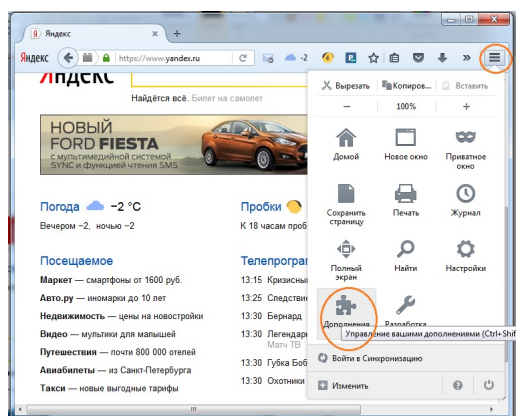 Я Яндекс
Яндекс https://www.yandex.ru -2
Яндекс
Найдётся всё. Билет на самолет
НОВЫЙ
FORD FIESTA
с мультимедийной системой
SYNC и функцией чтения SMS
Погода -2 °C
Вечером -2, ночью -2
Пробки
К 18 часам проб
Посещаемое
Маркет — смартфоны от 1600 руб.
Авто.ру — иномарки до 10 лет
Недвижимость — цены на новостройки
Видео — мультики для малышей
Путешествия — почти 800 000 отелей
Авиабилеты — из Санкт-Петербурга
Такси — новые выгодные тарифы
Телепрограм
13:15 Кризисны
13:25 Следстви
13:30 Бернард
13:30 Легендар
Матч ТВ
13:30 Губка Боб
13:30 Охотники
Вырезать Копиров... Вставить
− 100% +
Домой Новое окно Приватное
окно
Сохранить
страницу Печать Журнал
Полный
экран Найти Настройки
Дополнения Разработка
Управление вашими дополнениями (Ctrl+Shif
Войти в Синхронизацию
Изменить